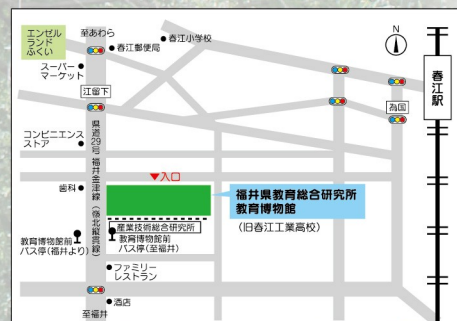 エンゼル
ランド
ふくい
至あわら
春江郵便局
春江小学校
N
スーパー
マーケット
江留下
春江駅
為国
コンビニエンス
ストア
県道29号 福井金津線(嶺北縦貫線)
▼入口
歯科
福井県教育総合研究所
教育博物館
(旧春江工業高校)
産業技術総合研究所
教育博物館前
バス停(福井より)
教育博物館前
バス停(至福井)
ファミリー
レストラン
酒店
至福井